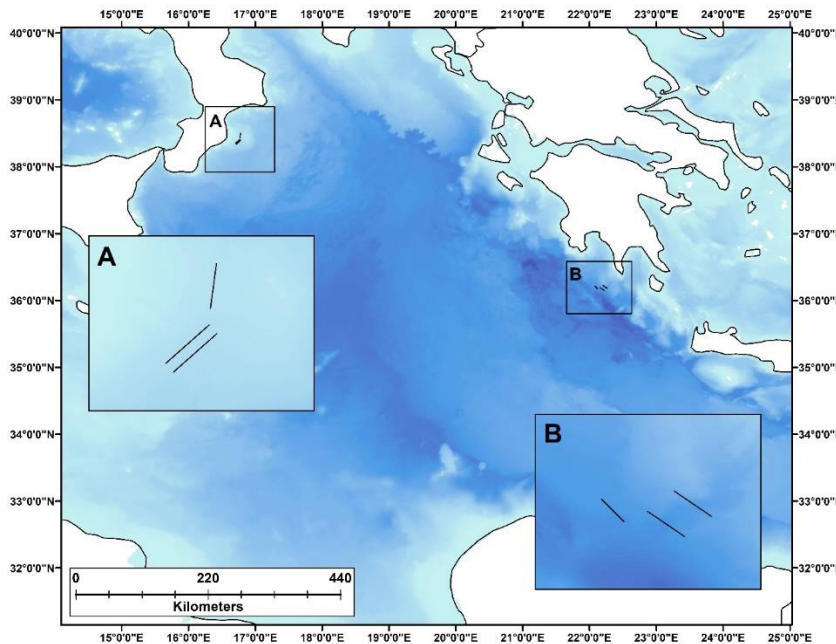 15°0'0"E 16°0'0"E 17°0'0"E 18°0'0"E 19°0'0"E 20°0'0"E 21°0'0"E 22°0'0"E 23°0'0"E 24°0'0"E 25°0'0"E
40°0'0"N 40°0'0"N
39°0'0"N 39°0'0"N
A
38°0'0"N 38°0'0"N
37°0'0"N 37°0'0"N
A
B
36°0'0"N 36°0'0"N
35°0'0"N 35°0'0"N
34°0'0"N 34°0'0"N
B
33°0'0"N 33°0'0"N
32°0'0"N 32°0'0"N
0 220 440
Kilometers
15°0'0"E 16°0'0"E 17°0'0"E 18°0'0"E 19°0'0"E 20°0'0"E 21°0'0"E 22°0'0"E 23°0'0"E 24°0'0"E 25°0'0"E